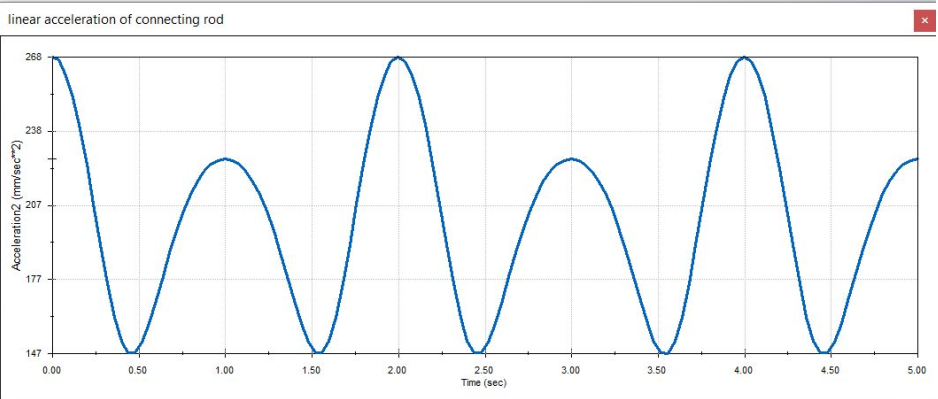 linear acceleration of connecting rod
×
268
238
207
177
147
Acceleration2 (mm/sec**2)
0.00 0.50 1.00 1.50 2.00 2.50 3.00 3.50 4.00 4.50 5.00
Time (sec)